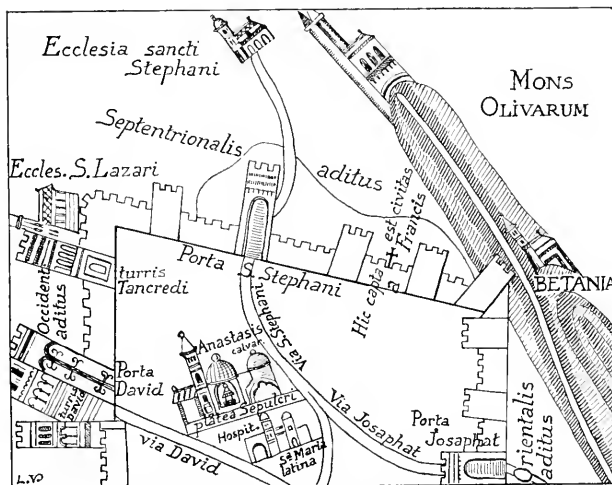 Ecclesia sancti
Stephani
MONS
OLIVARUM
Septentrionalis
aditus
Eccles. S. Lazari
Hic capta est civitas
a Francis
Porta S. Stephani
turris
Tancredi
Occident
aditus
BETANIA
Anastasis
calvar.
Via S. Stephani
Porta
David
turris
David
platea Sepulcri
Via Josaphat
Porta
Josaphat
Hospit.
Sta Maria
latina
via David
Orientalis
aditus